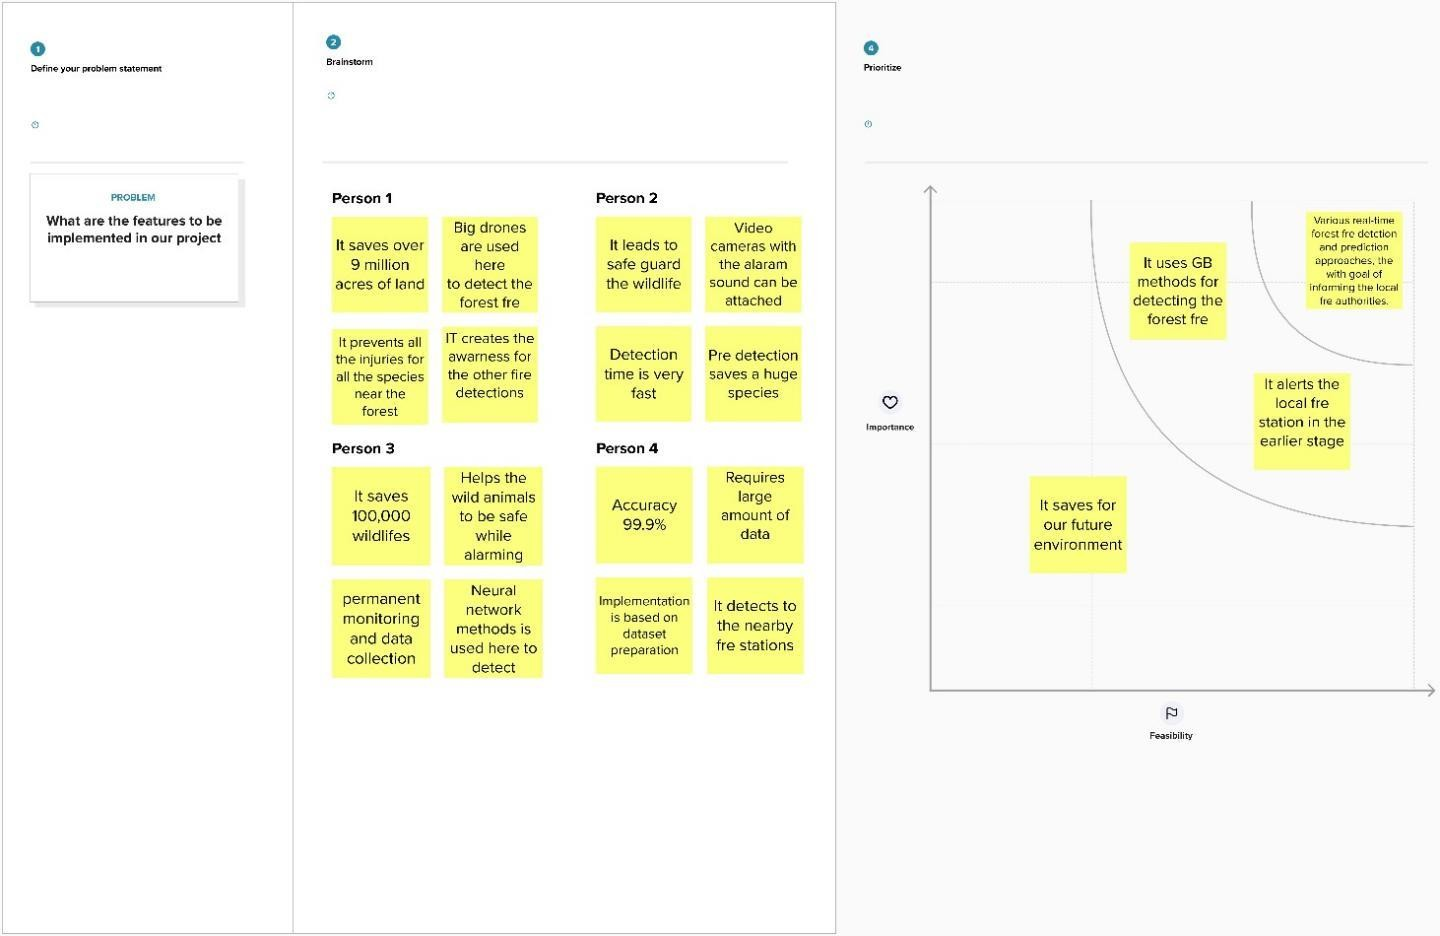 1
Define your problem statement
PROBLEM
What are the features to be
implemented in our project
2
Brainstorm
Person 1
It saves over
9 million
acres of land
Big drones
are used
here
to detect the
forest fre
It prevents all
the injuries for
all the species
near the
forest
IT creates the
awarness for
the other fire
detections
Person 2
It leads to
safe guard
the wildlife
Video
cameras with
the alaram
sound can be
attached
Detection
time is very
fast
Pre detection
saves a huge
species
Person 3
It saves
100,000
wildlifes
Helps the
wild animals
to be safe
while
alarming
permanent
monitoring
and data
collection
Neural
network
methods is
used here to
detect
Person 4
Accuracy
99.9%
Requires
large
amount of
data
Implementation
is based on
dataset
preparation
It detects to
the nearby
fre stations
4
Prioritize
Various real-time
forest fre detction
and prediction
approaches, the
with goal of
informing the local
fre authorities.
It uses GB
methods for
detecting the
forest fre
It alerts the
local fre
station in the
earlier stage
Importance
It saves for
our future
environment
Feasibility